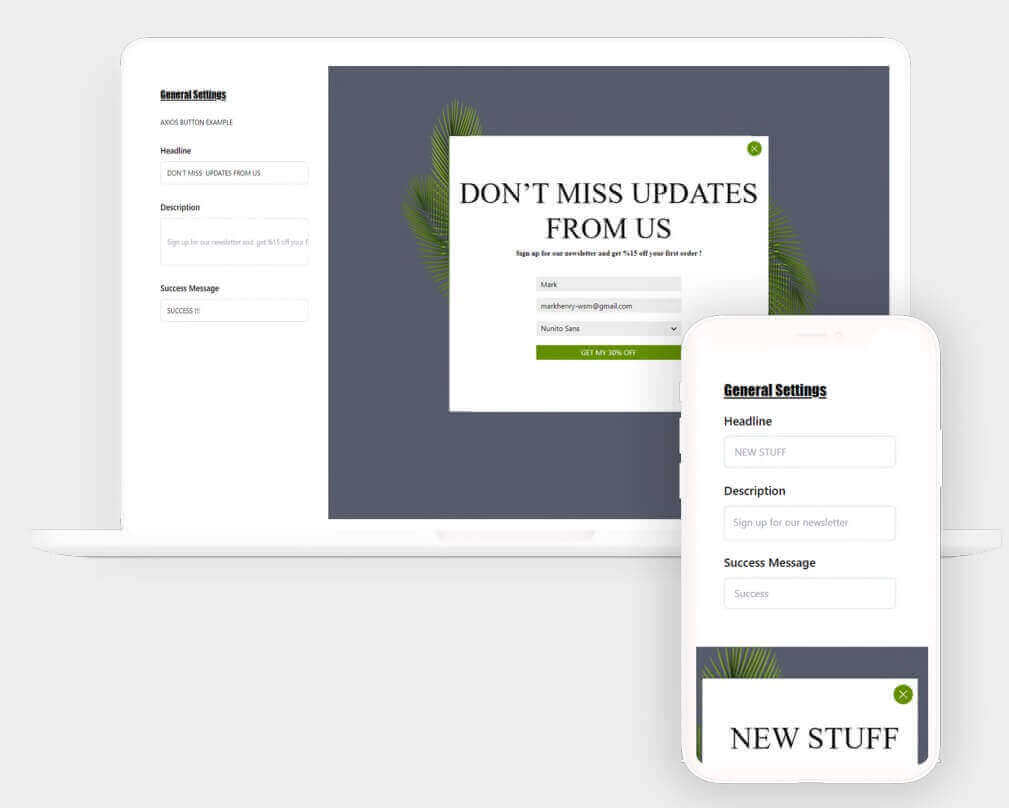 General Settings
AXIOS BUTTON EXAMPLE
Headline
DON'T MISS UPDATES FROM US
Description
Sign up for our newsletter and get %15 off your f
Success Message
SUCCESS !!!
DON'T MISS UPDATES
FROM US
Sign up for our newsletter and get %15 off your first order !
Mark
markhenry-wsm@gmail.com
Nunito Sans
GET MY 30% OFF
General Settings
Headline
NEW STUFF
Description
Sign up for our newsletter
Success Message
Success
NEW STUFF